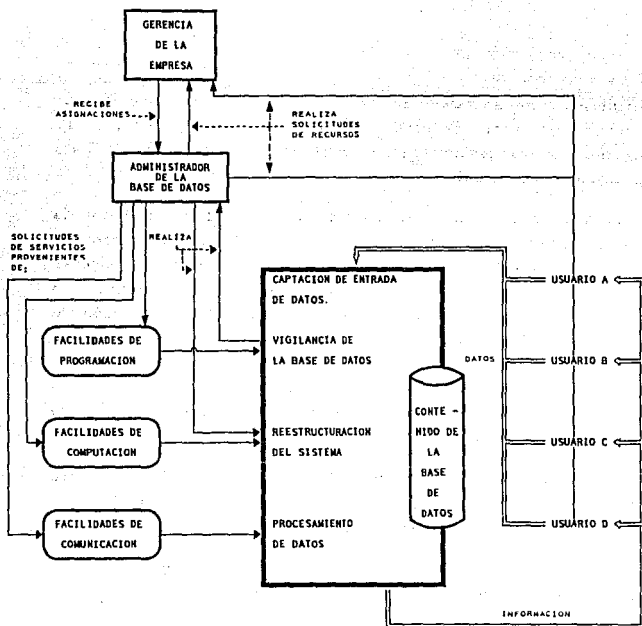 GERENCIA
DE LA
EMPRESA
RECIBE
ASIGNACIONES
REALIZA
SOLICITUDES
DE RECURSOS
ADMINISTRADOR
DE LA
BASE DE DATOS
SOLICITUDES
DE SERVICIOS
PROVENIENTES
DE:
REALIZA
CAPTACION DE ENTRADA
DE DATOS.
USUARIO A
FACILIDADES DE
PROGRAMACION
VIGILANCIA DE
LA BASE DE DATOS
DATOS
USUARIO B
CONTE -
NIDO DE
LA
BASE
DE
DATOS
FACILIDADES DE
COMPUTACION
REESTRUCTURACION
DEL SISTEMA
USUARIO C
FACILIDADES DE
COMUNICACION
PROCESAMIENTO
DE DATOS
USUARIO D
INFORMACION